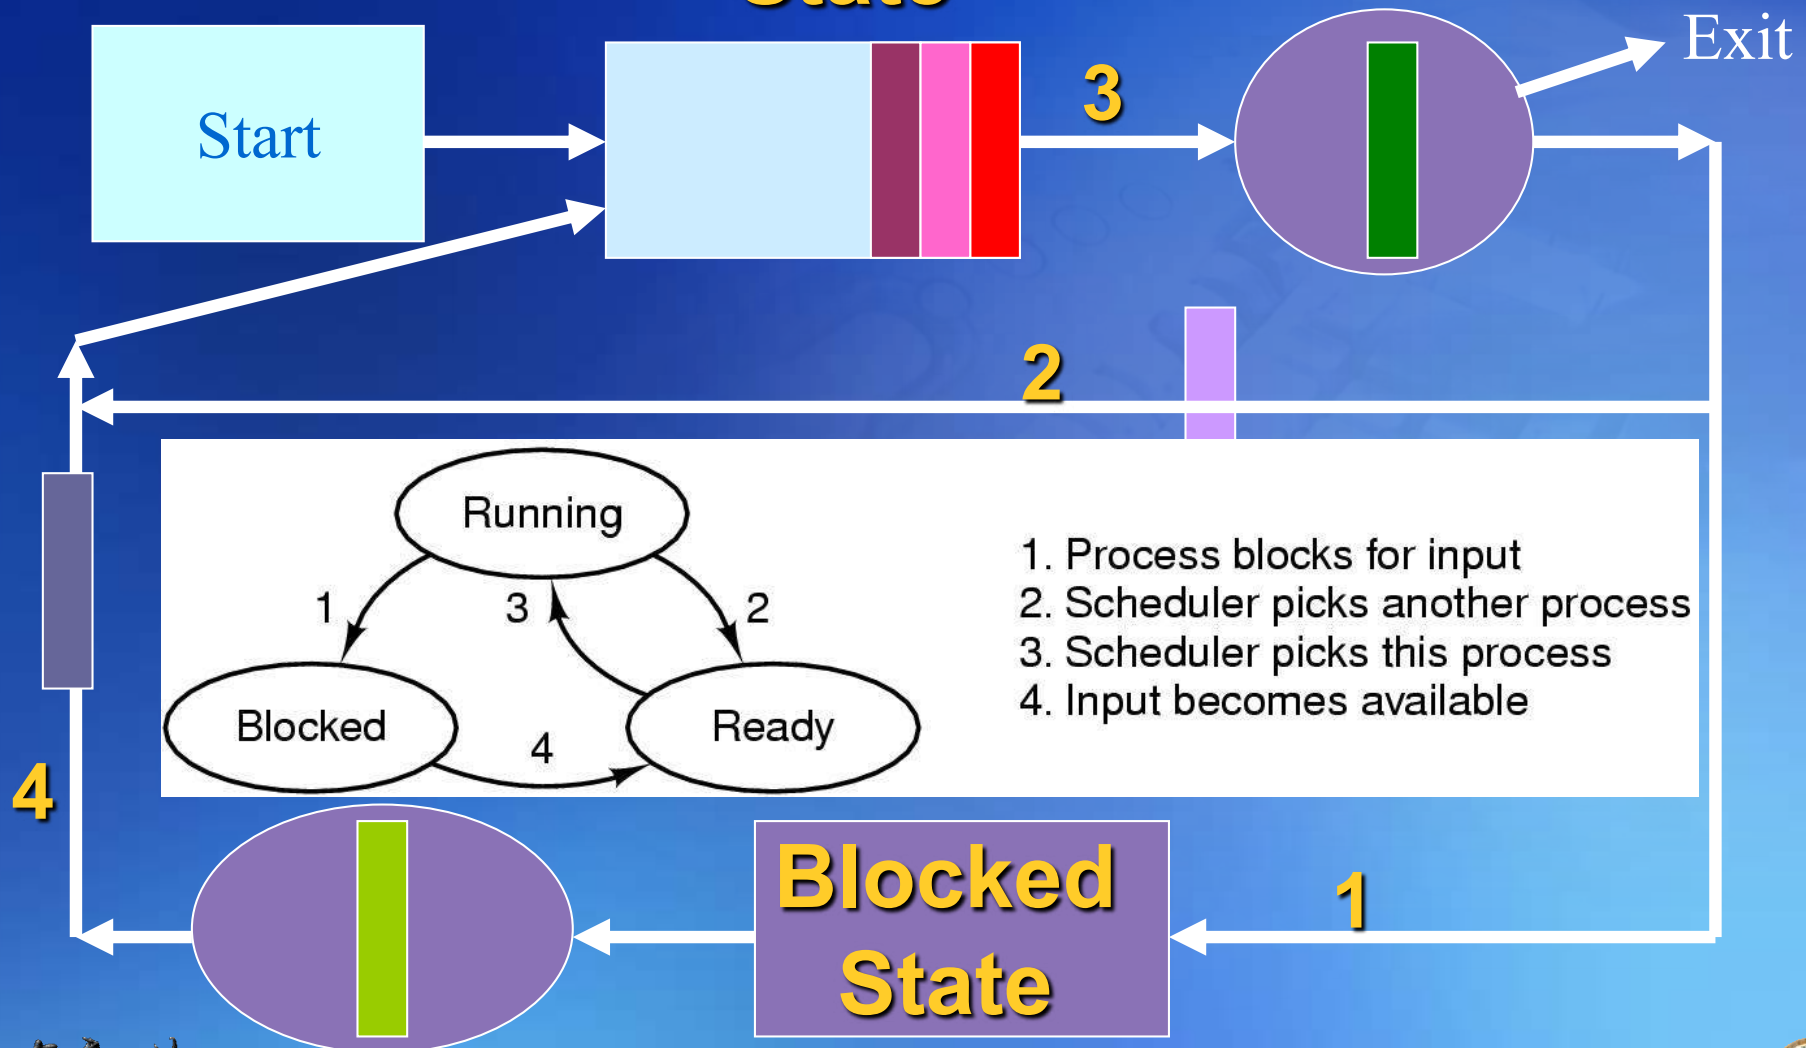 State
Start
3
Exit
2
Running
1
3
2
Blocked
4
Ready
1. Process blocks for input
2. Scheduler picks another process
3. Scheduler picks this process
4. Input becomes available
4
Blocked
State
1